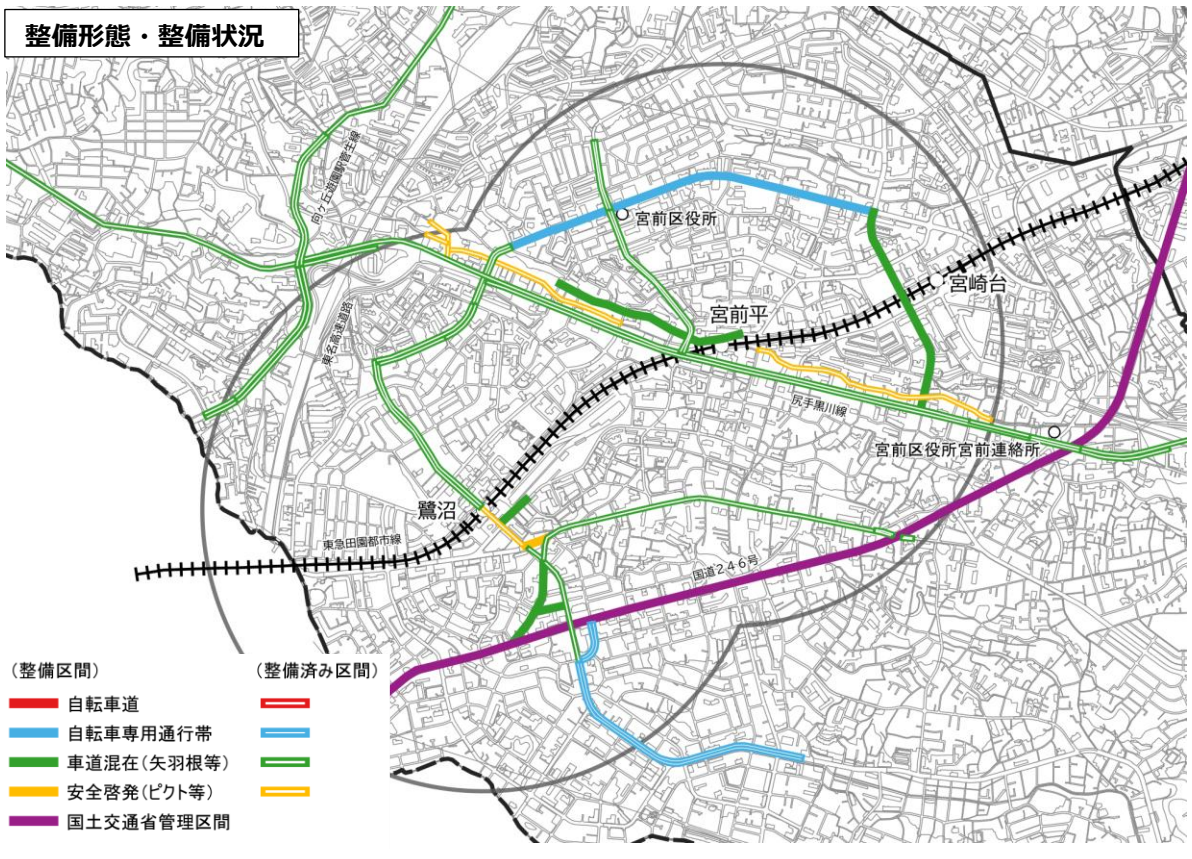 整備形態・整備状況
向ケ丘遊園駅菅生線
宮前区役所
宮崎台
宮前平
東名高速道路
尻手黒川線
宮前区役所宮前連絡所
鷺沼
東急田園都市線
国道246号
(整備区間) (整備済み区間)
自転車道
自転車専用通行帯
車道混在(矢羽根等)
安全啓発(ピクト等)
国土交通省管理区間